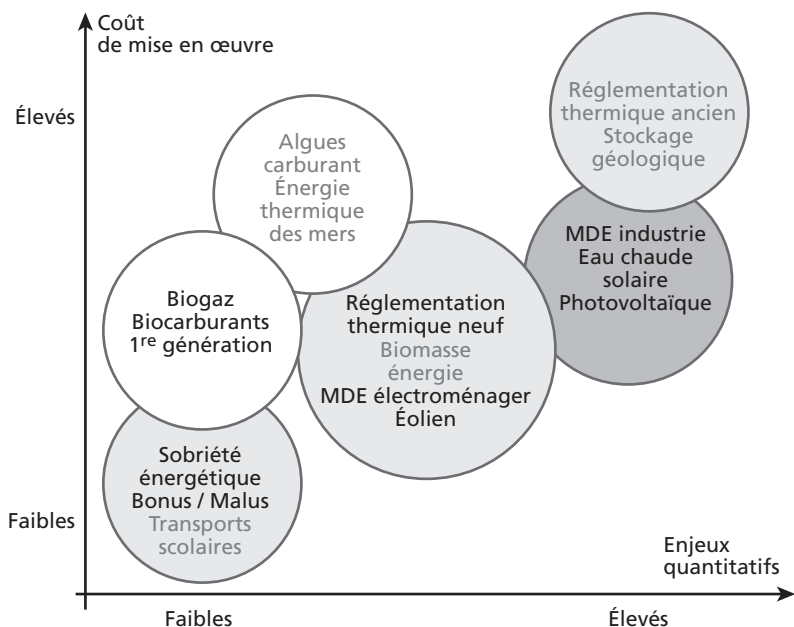 Coût
de mise en œuvre
Élevés
Réglementation
thermique ancien
Stockage
géologique
Algues
carburant
Énergie
thermique
des mers
MDE industrie
Eau chaude
solaire
Photovoltaïque
Biogaz
Biocarburants
1re génération
Réglementation
thermique neuf
Biomasse
énergie
MDE électroménager
Éolien
Sobriété
énergétique
Bonus / Malus
Transports
scolaires
Faibles
Enjeux
quantitatifs
Faibles
Élevés